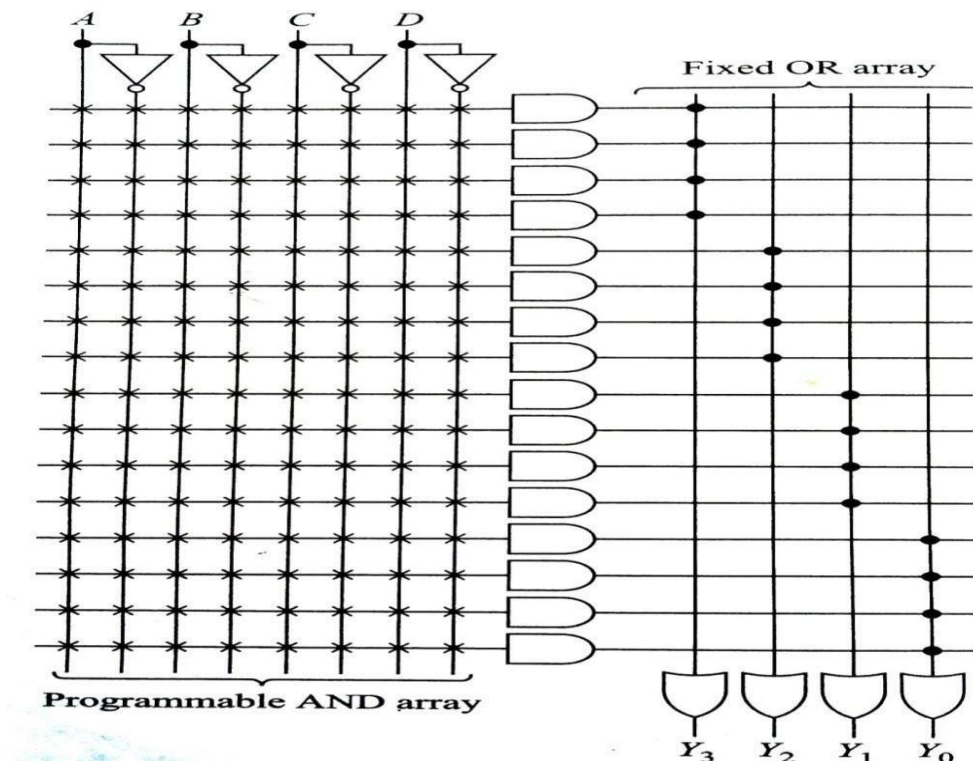 A B C D
Fixed OR array
Programmable AND array
Y₃ Y₂ Y₁ Y₀